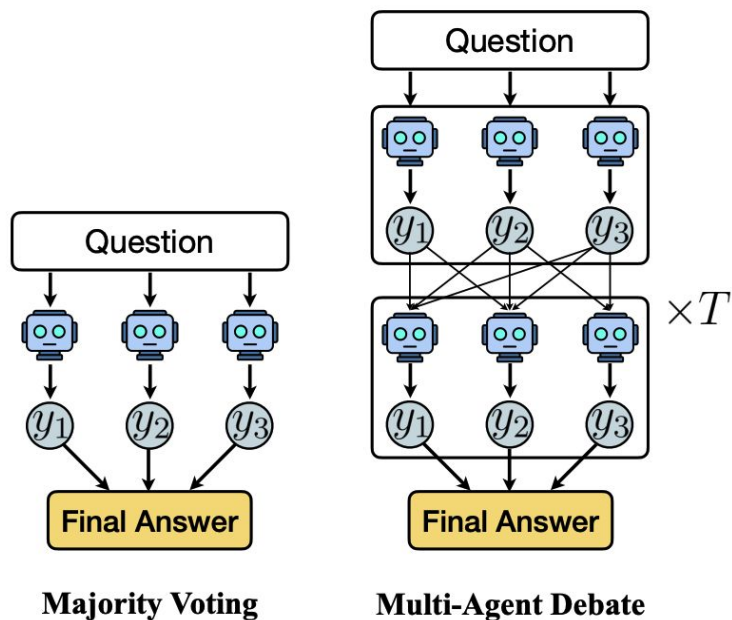 Question
y₁ y₂ y₃
Final Answer
Majority Voting
Question
y₁ y₂ y₃
×T
y₁ y₂ y₃
Final Answer
Multi-Agent Debate